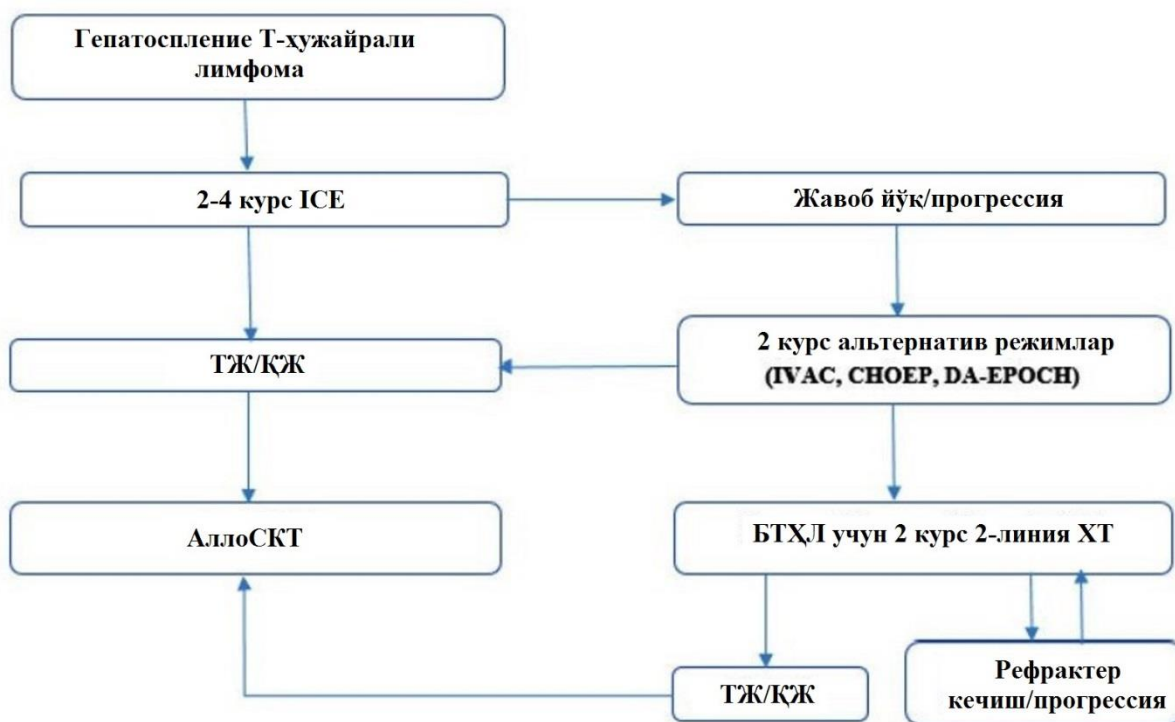 Гепатоспление Т-ҳужайрали
лимфома
2-4 курс ICE
Жавоб йўқ/прогрессия
ТЖ/ҚЖ
2 курс альтернатив режимлар
(IVAC, CHOEP, DA-EPOCH)
АллоСКТ
БТҲЛ учун 2 курс 2-линия ХТ
ТЖ/ҚЖ
Рефрактер
кечиш/прогрессия